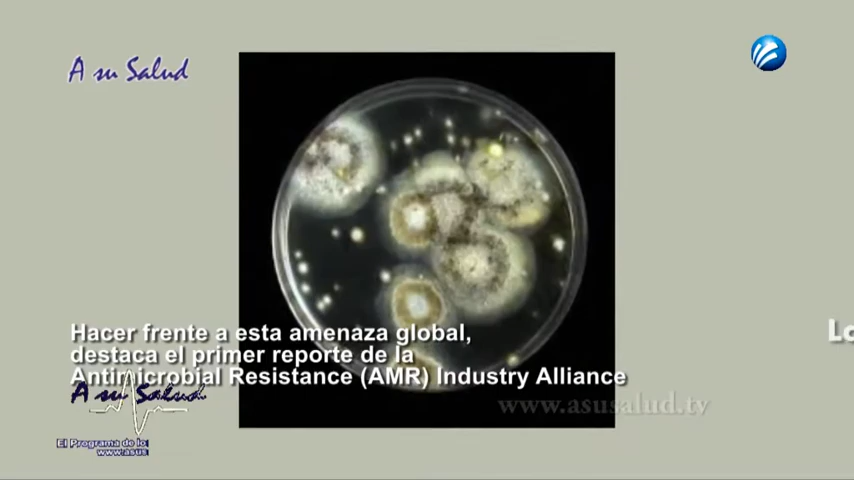 A su Salud
Hacer frente a esta amenaza global,
destaca el primer reporte de la
Antimicrobial Resistance (AMR) Industry Alliance
A su Salud
www.asusalud.tv
El Programa de lo
www.asus
Lo